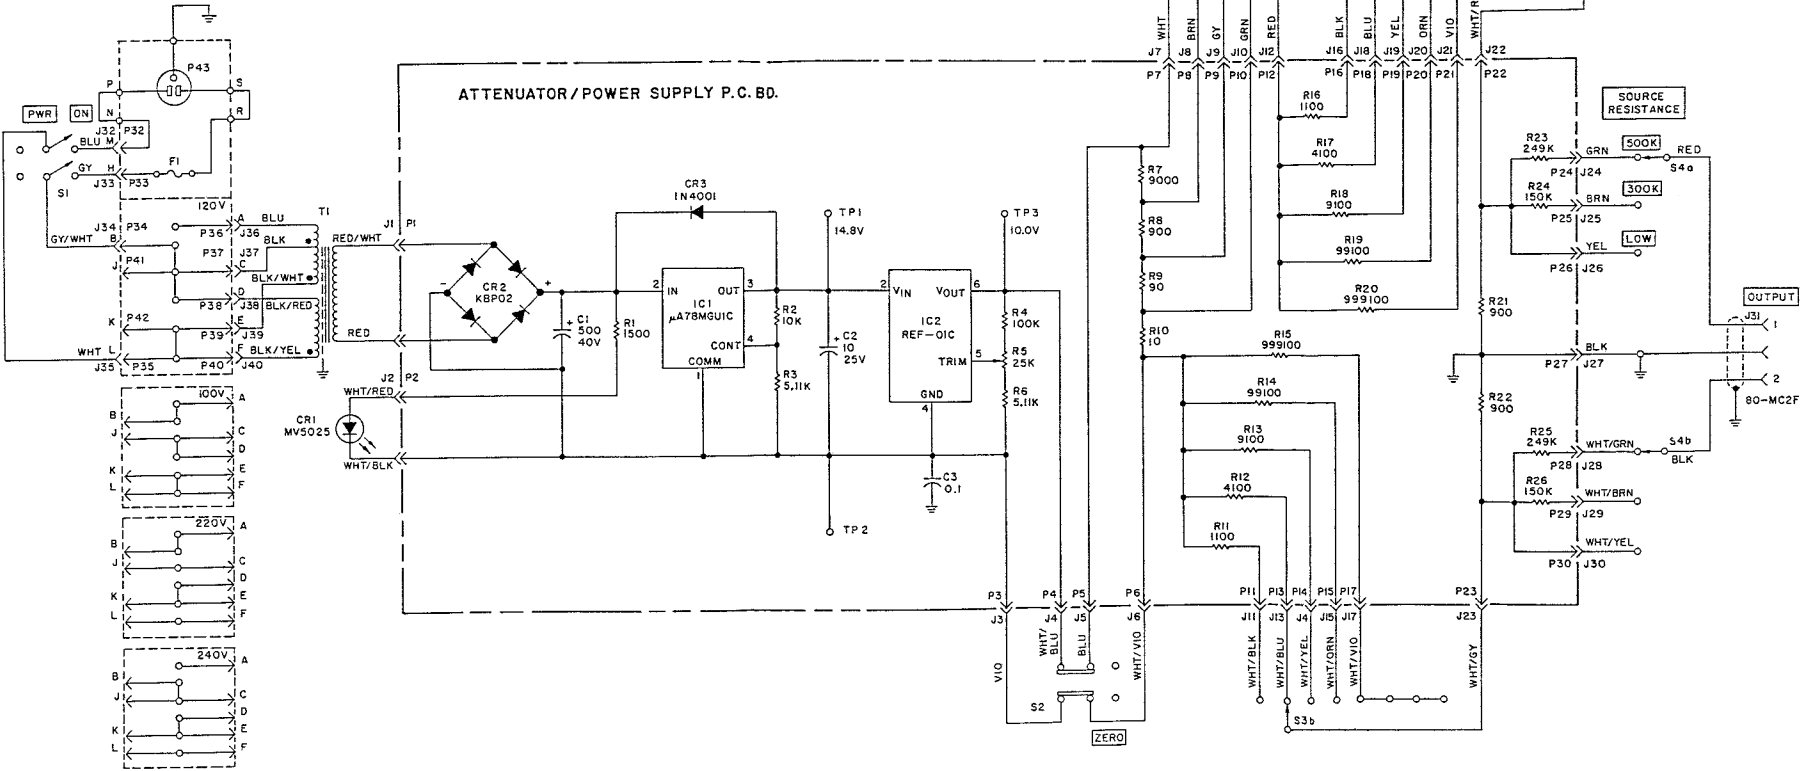 WHT
BRN
GY
GRN
RED
BLK
BLU
YEL
ORN
VIO
WHT/R
J7 J8 J9 J10 J12 J16 J18 J19 J20 J21 J22
P7 P8 P9 P10 P12 P16 P18 P19 P20 P21 P22
P43
P
S
N
R
PWR
ON
J32 P32
BLU M
GY H
J33 P33
F1
S1
ATTENUATOR/POWER SUPPLY P.C. BD.
120V
T1
J34 P34
GY/WHT B
J P41
K P42
WHT L
J35 P35
A BLU
P36 J36
P37 J37
BLK
C
BLK/WHT
D
P38 J38
BLK/RED
E
P39 J39
F BLK/YEL
P40 J40
J1 P1
RED/WHT
RED
J2 P2
WHT/RED
CR1
MV5025
WHT/BLK
-
+
CR2
KBP02
+ C1
500
40V
R1
1500
CR3
1N4001
2 IN
OUT 3
IC1
µA78MGUIC
CONT 4
COMM
1
R2
10K
R3
5.11K
TP1
14.8V
+ C2
10
25V
TP2
2
VIN
VOUT 6
IC2
REF-01C
TRIM 5
GND
4
C3
0.1
TP3
10.0V
R4
100K
R5
25K
R6
5.11K
R7
9000
R8
900
R9
90
R10
10
R16
1100
R17
4100
R18
9100
R19
99100
R20
999100
R15
999100
R14
99100
R13
9100
R12
4100
R11
1100
R21
900
R22
900
SOURCE
RESISTANCE
R23
249K
GRN
500K
RED
P24 J24
S4a
R24
150K
BRN
300K
P25 J25
YEL
LOW
P26 J26
OUTPUT
J31
1
BLK
P27 J27
2
80-MC2F
R25
249K
WHT/GRN
S4b
P28 J28
BLK
R26
150K
WHT/BRN
P29 J29
WHT/YEL
P30 J30
100V
A
B
J
C
D
K
E
L
F
220V
A
B
J
C
D
K
E
L
F
240V
A
B
J
C
D
K
E
L
F
P3 P4 P5 P6 P11 P13 P14 P15 P17 P23
J3 J4 J5 J6 J11 J13 J4 J15 J17 J23
VIO
WHT/
BLU
BLU
WHT/VIO
WHT/BLK
WHT/BLU
WHT/YEL
WHT/ORN
WHT/VIO
WHT/GY
S2
ZERO
S3b